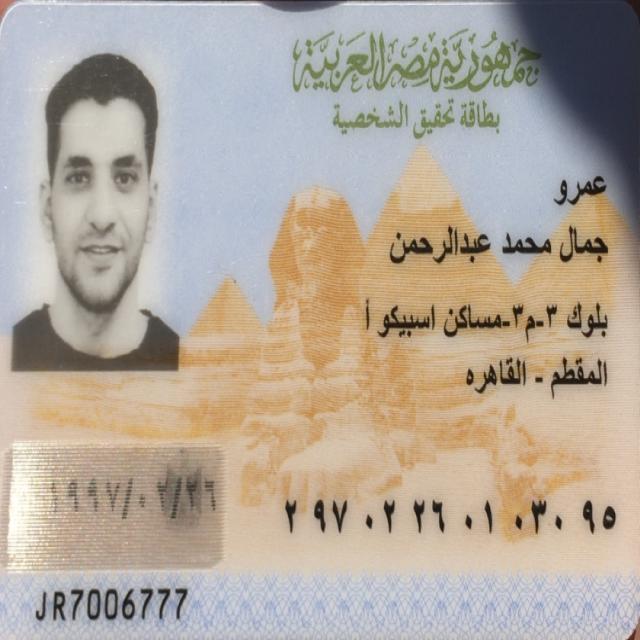 جمهورية مصر العربية
بطاقة تحقيق الشخصية
عمرو
جمال محمد عبدالرحمن
بلوك ٣-م٣-مساكن اسبيكو أ
المقطم - القاهره
٢ ٩٧ ٠٢ ٢٦ ٠١ ٠٣٠ ٩٥
١٩٩٧/٠٢/٢٦
JR7006777